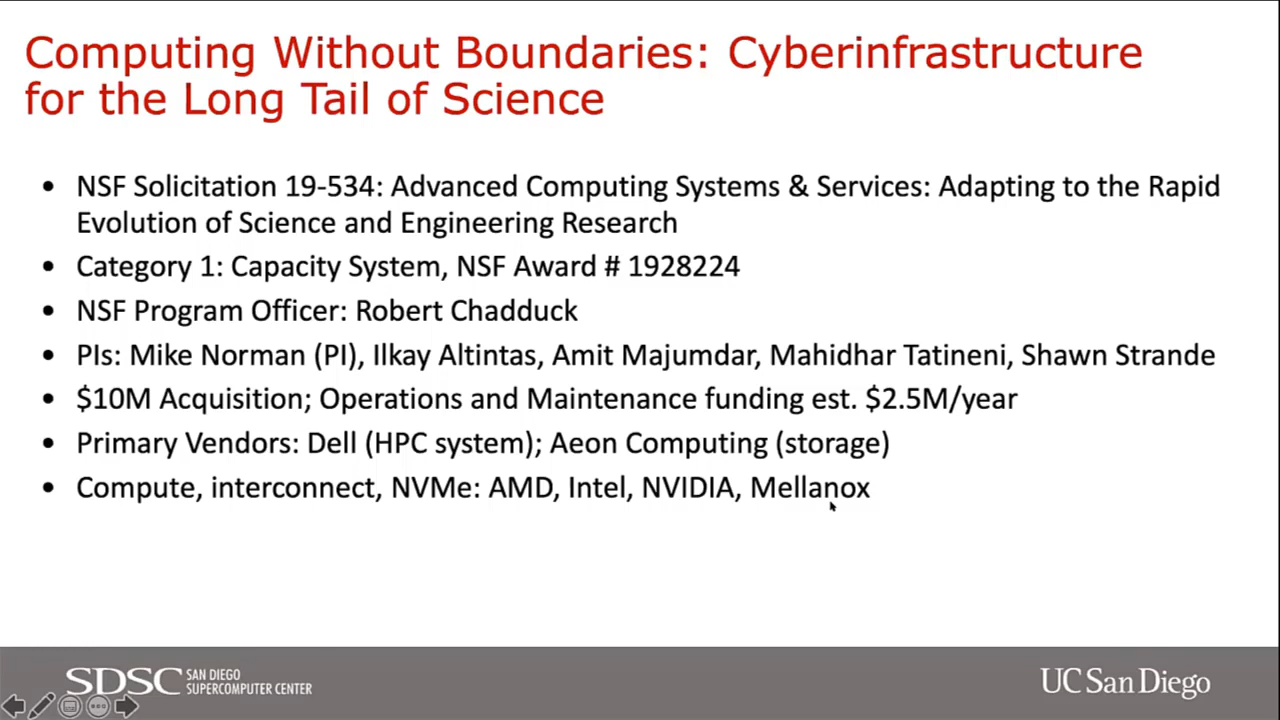 Computing Without Boundaries: Cyberinfrastructure
for the Long Tail of Science
• NSF Solicitation 19-534: Advanced Computing Systems & Services: Adapting to the Rapid
Evolution of Science and Engineering Research
• Category 1: Capacity System, NSF Award # 1928224
• NSF Program Officer: Robert Chadduck
• PIs: Mike Norman (PI), Ilkay Altintas, Amit Majumdar, Mahidhar Tatineni, Shawn Strande
• $10M Acquisition; Operations and Maintenance funding est. $2.5M/year
• Primary Vendors: Dell (HPC system); Aeon Computing (storage)
• Compute, interconnect, NVMe: AMD, Intel, NVIDIA, Mellanox
SDSC SAN DIEGO
SUPERCOMPUTER CENTER
UC San Diego